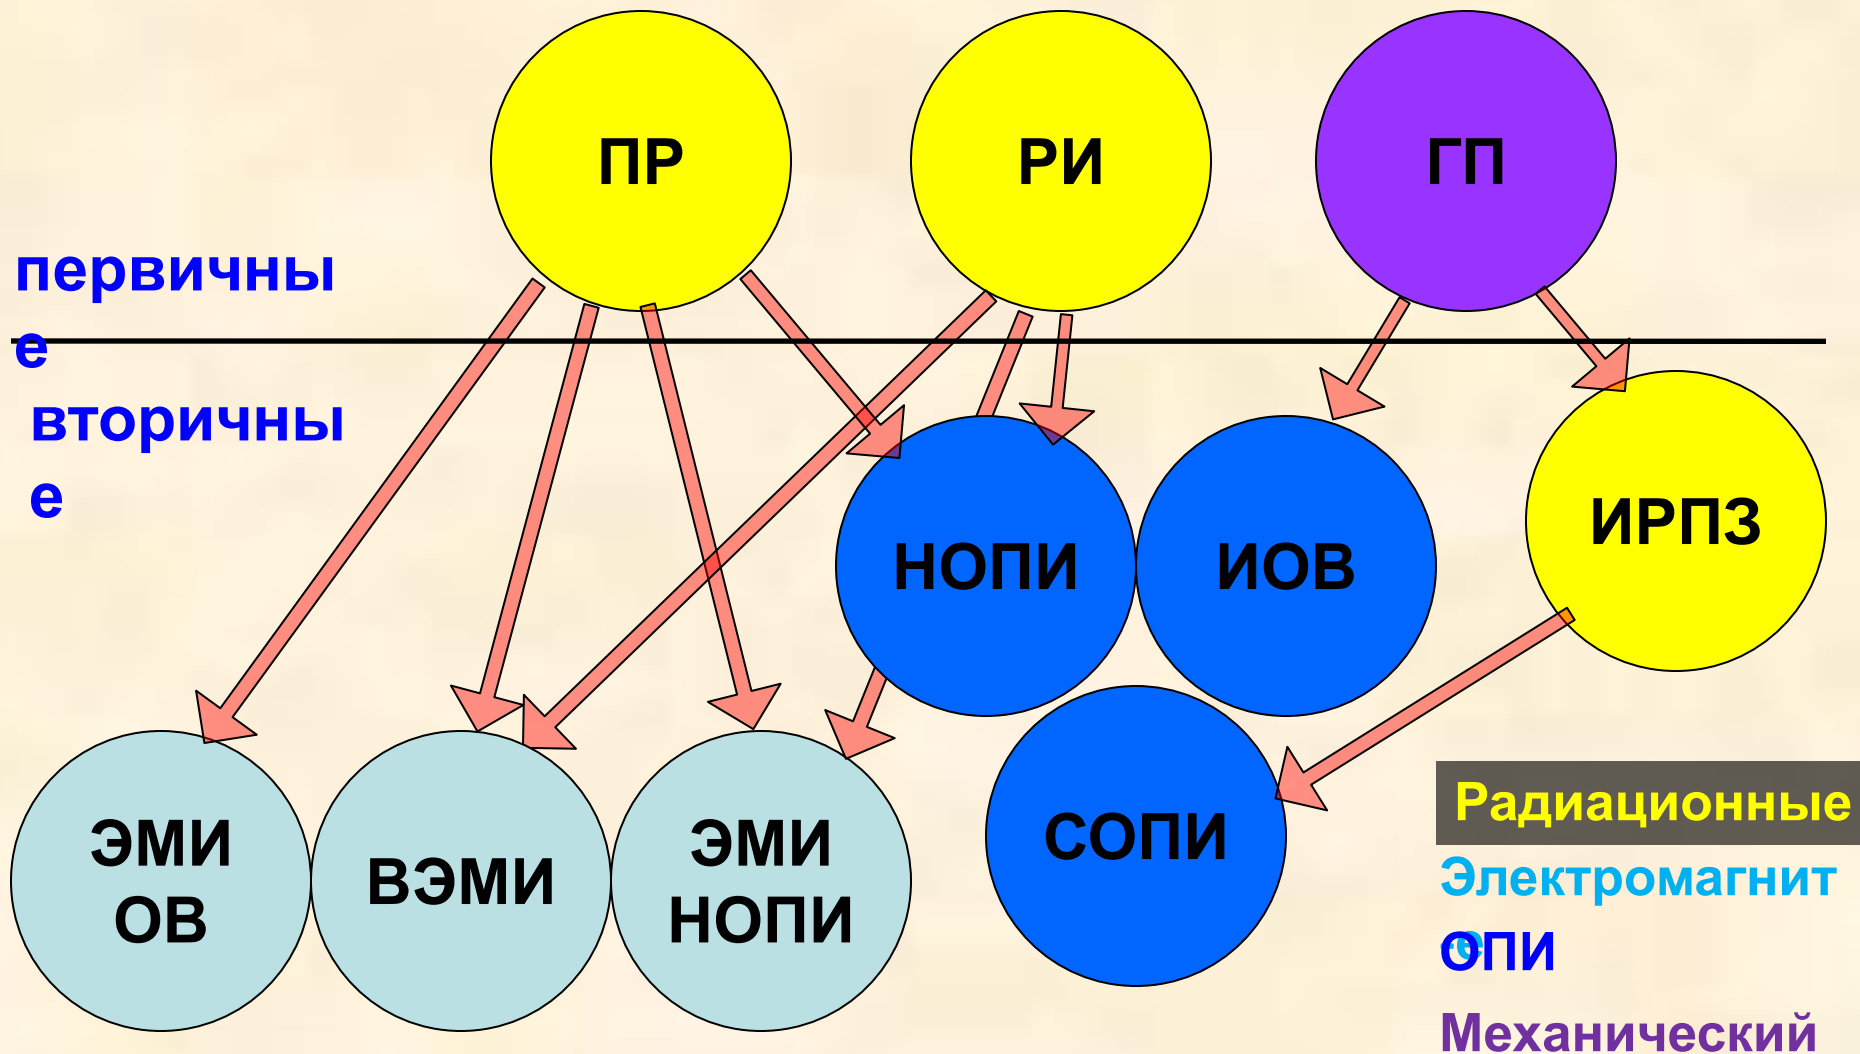 ПР
РИ
ГП
первичны
е
вторичны
е
НОПИ
ИОВ
ИРПЗ
ЭМИ
ОВ
ВЭМИ
ЭМИ
НОПИ
СОПИ
Радиационные
Электромагнит
е
ОПИ
Механический